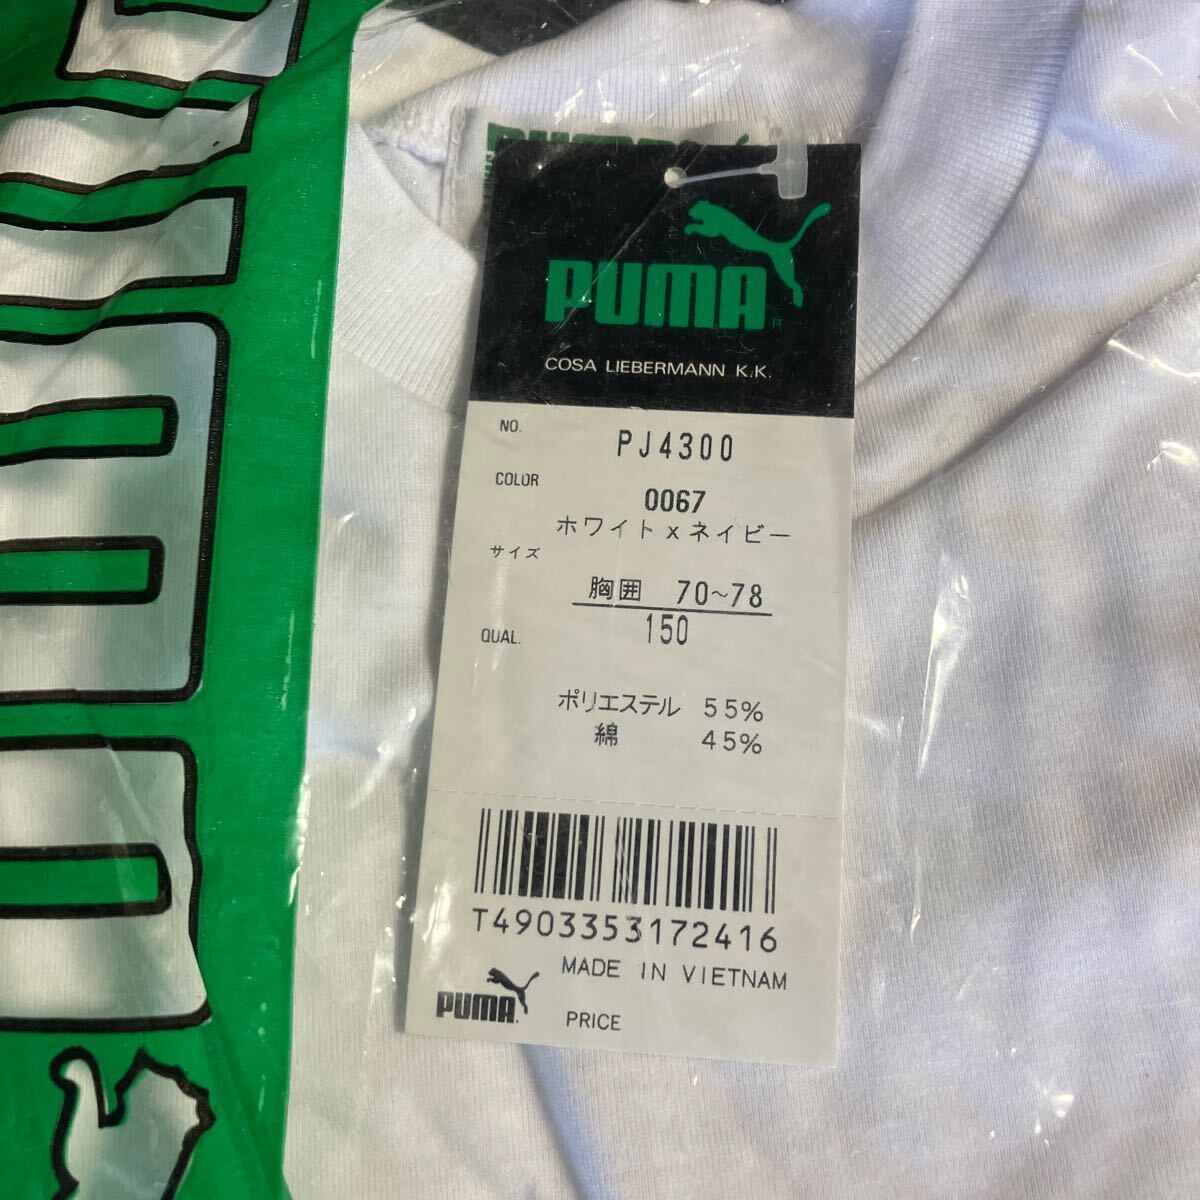 PUMA
COSA LIEBERMANN K.K.
NO. PJ4300
COLOR 0067
ホワイト x ネイビー
サイズ
胸囲 70~78
150
QUAL.
ポリエステル 55%
綿 45%
T4903353172416
MADE IN VIETNAM
PUMA
PRICE